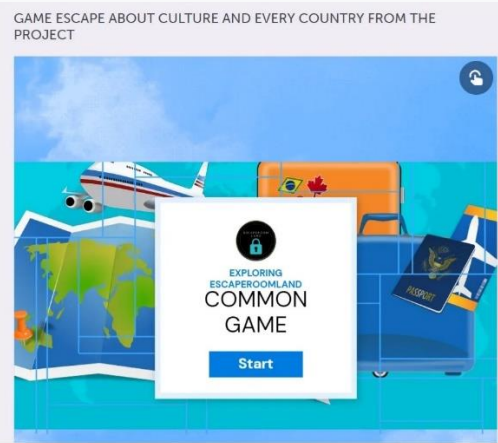 GAME ESCAPE ABOUT CULTURE AND EVERY COUNTRY FROM THE
PROJECT
EXPLORING
ESCAPEROOMLAND
COMMON
GAME
Start
PASSPORT